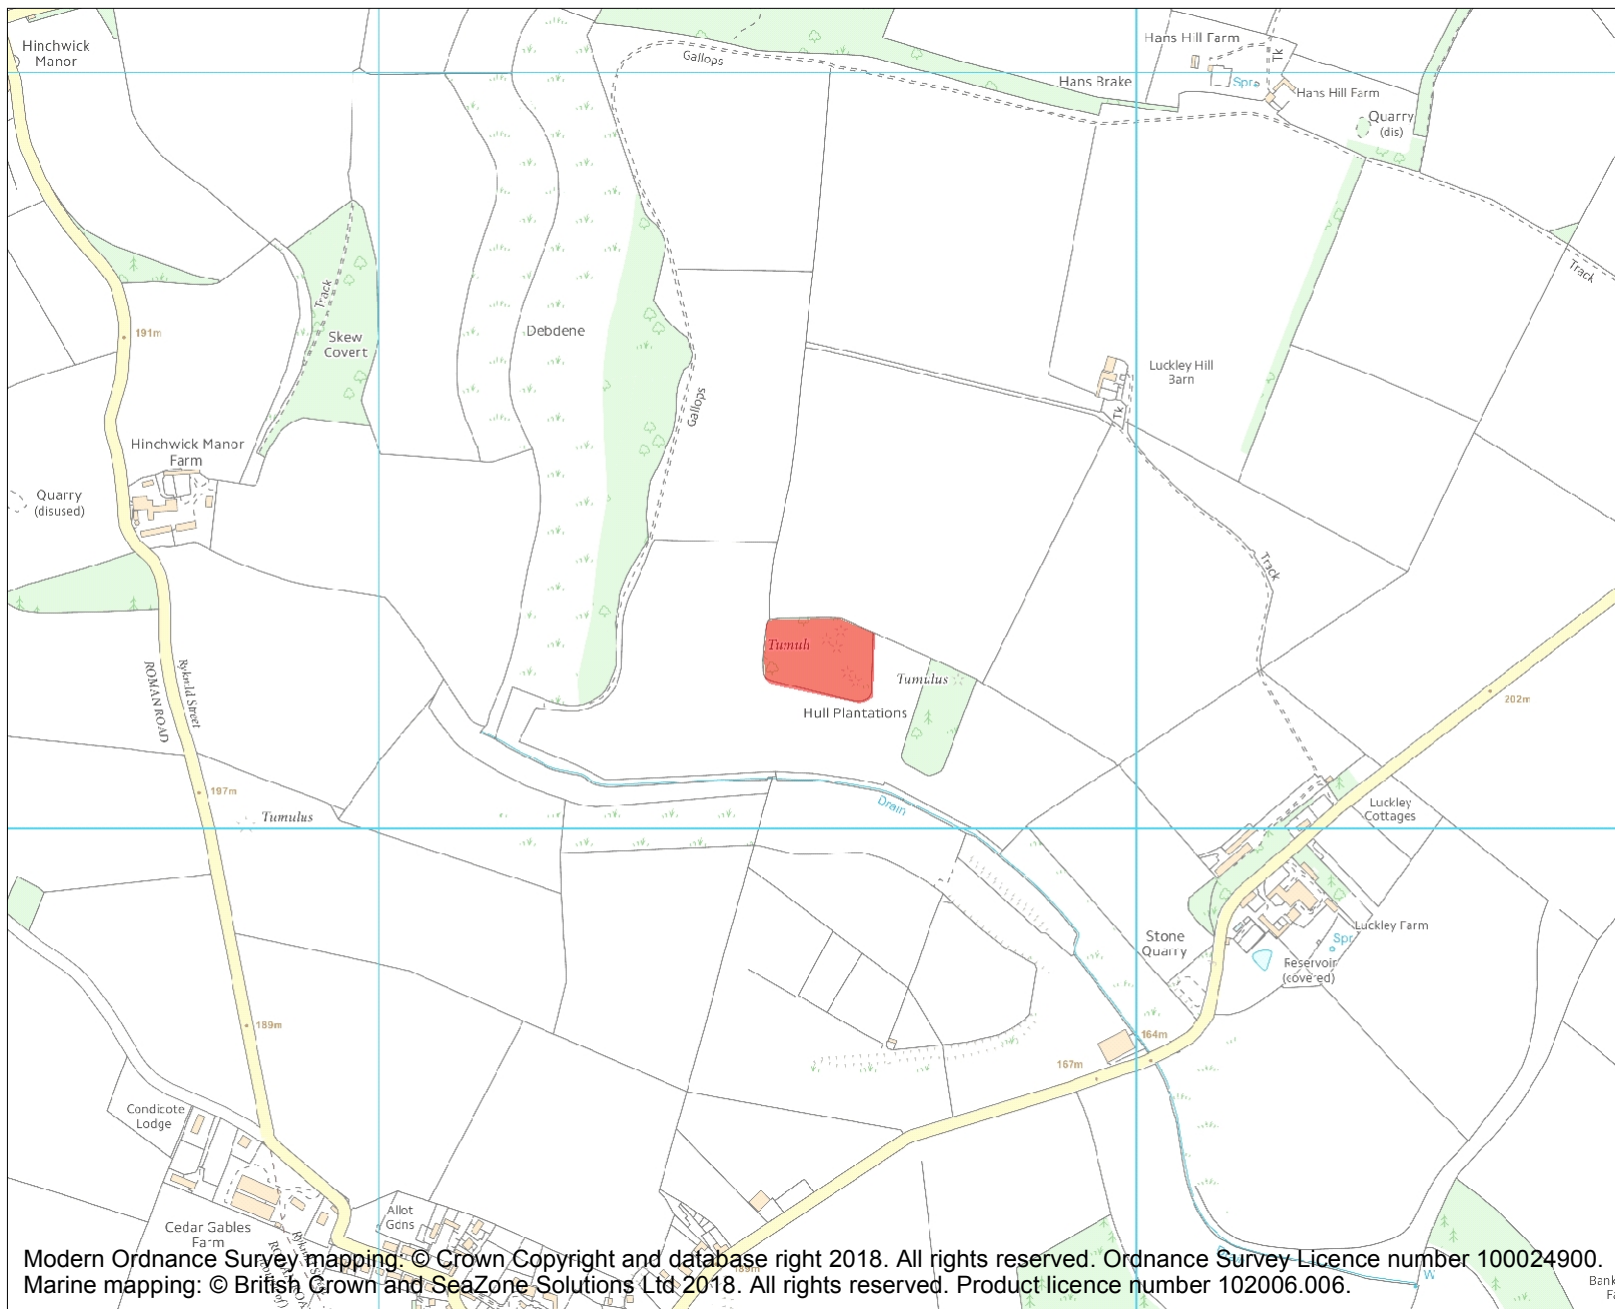 Hinchwick
Manor
Gallops
Hans Hill Farm
Tk
Spr
Hans Brake
Hans Hill Farm
Quarry
(dis)
Track
Track
191m
Skew
Covert
Debdene
Gallops
Luckley Hill
Barn
Tk
Hinchwick Manor
Farm
Quarry
(disused)
Track
Tumuli
Tumulus
Hull Plantations
Ryknild Street
ROMAN ROAD
202m
197m
Tumulus
Drain
Luckley
Cottages
Luckley Farm
Stone
Quarry
Spr
Reservoir
(covered)
189m
164m
167m
Condicote
Lodge
Cedar Gables
Farm
Allot
Gdns
189m
W
Modern Ordnance Survey mapping: © Crown Copyright and database right 2018. All rights reserved. Ordnance Survey Licence number 100024900.
Marine mapping: © British Crown and SeaZone Solutions Ltd 2018. All rights reserved. Product licence number 102006.006.
Bank